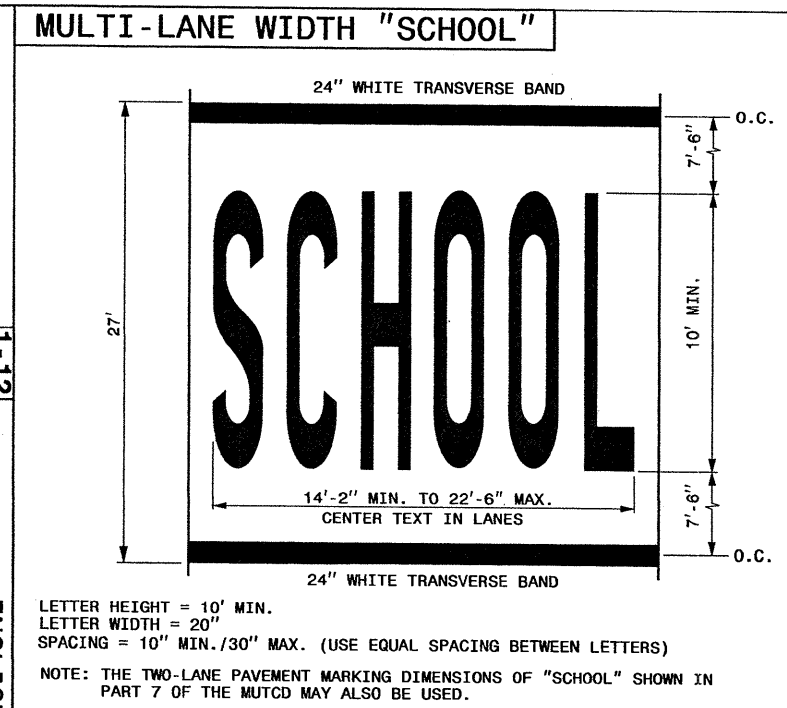 MULTI-LANE WIDTH "SCHOOL"
24" WHITE TRANSVERSE BAND
O.C.
7'-6"
SCHOOL
27'
10' MIN.
1-12
14'-2" MIN. TO 22'-6" MAX.
CENTER TEXT IN LANES
7'-6"
O.C.
24" WHITE TRANSVERSE BAND
LETTER HEIGHT = 10' MIN.
LETTER WIDTH = 20"
SPACING = 10" MIN./30" MAX. (USE EQUAL SPACING BETWEEN LETTERS)
NOTE: THE TWO-LANE PAVEMENT MARKING DIMENSIONS OF "SCHOOL" SHOWN IN
PART 7 OF THE MUTCD MAY ALSO BE USED.